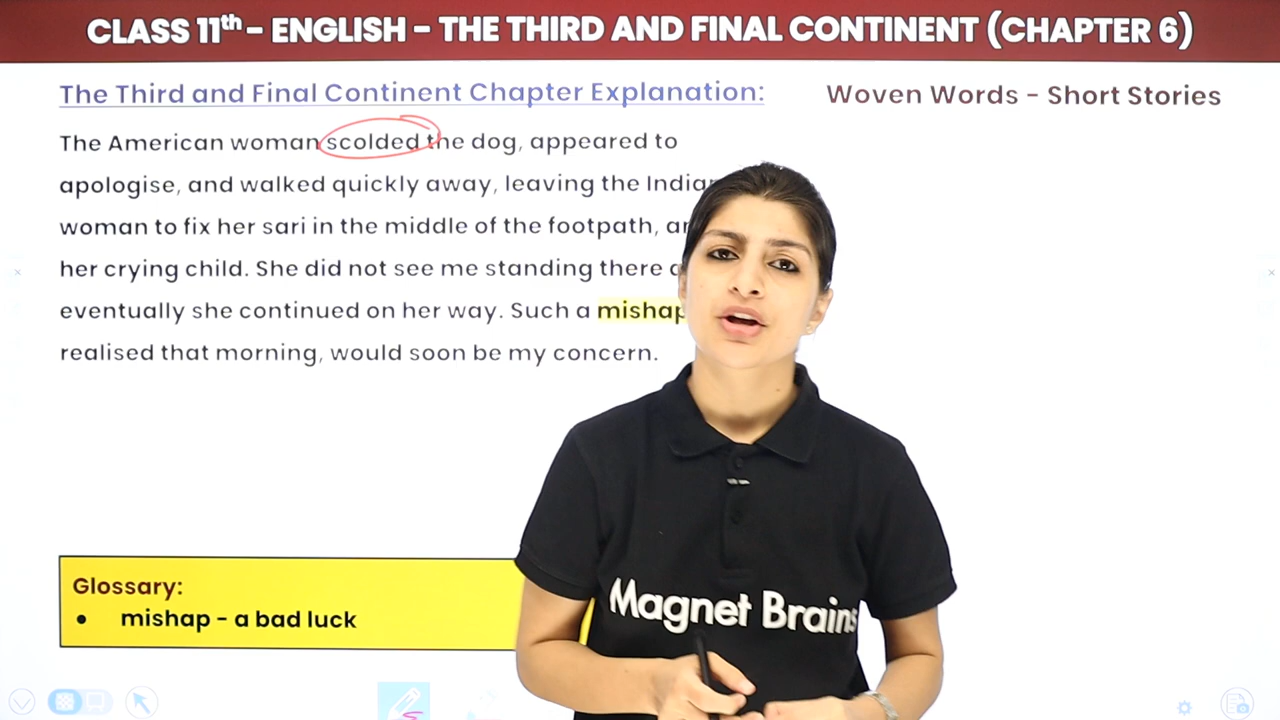 CLASS 11th - ENGLISH - THE THIRD AND FINAL CONTINENT (CHAPTER 6)
The Third and Final Continent Chapter Explanation:
Woven Words - Short Stories
The American woman scolded the dog, appeared to
apologise, and walked quickly away, leaving the
woman to fix her sari in the middle of the footpath,
her crying child. She did not see me standing there
eventually she continued on her way. Such a mishap
realised that morning, would soon be my concern.
Glossary:
• mishap - a bad luck
Magnet Brains